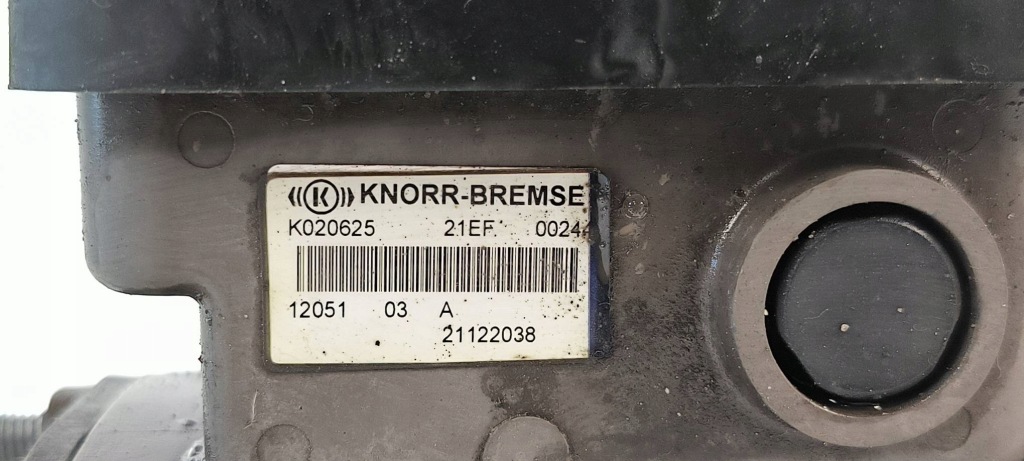 K KNORR-BREMSE
K020625 21EF 0024
12051 03 A
21122038